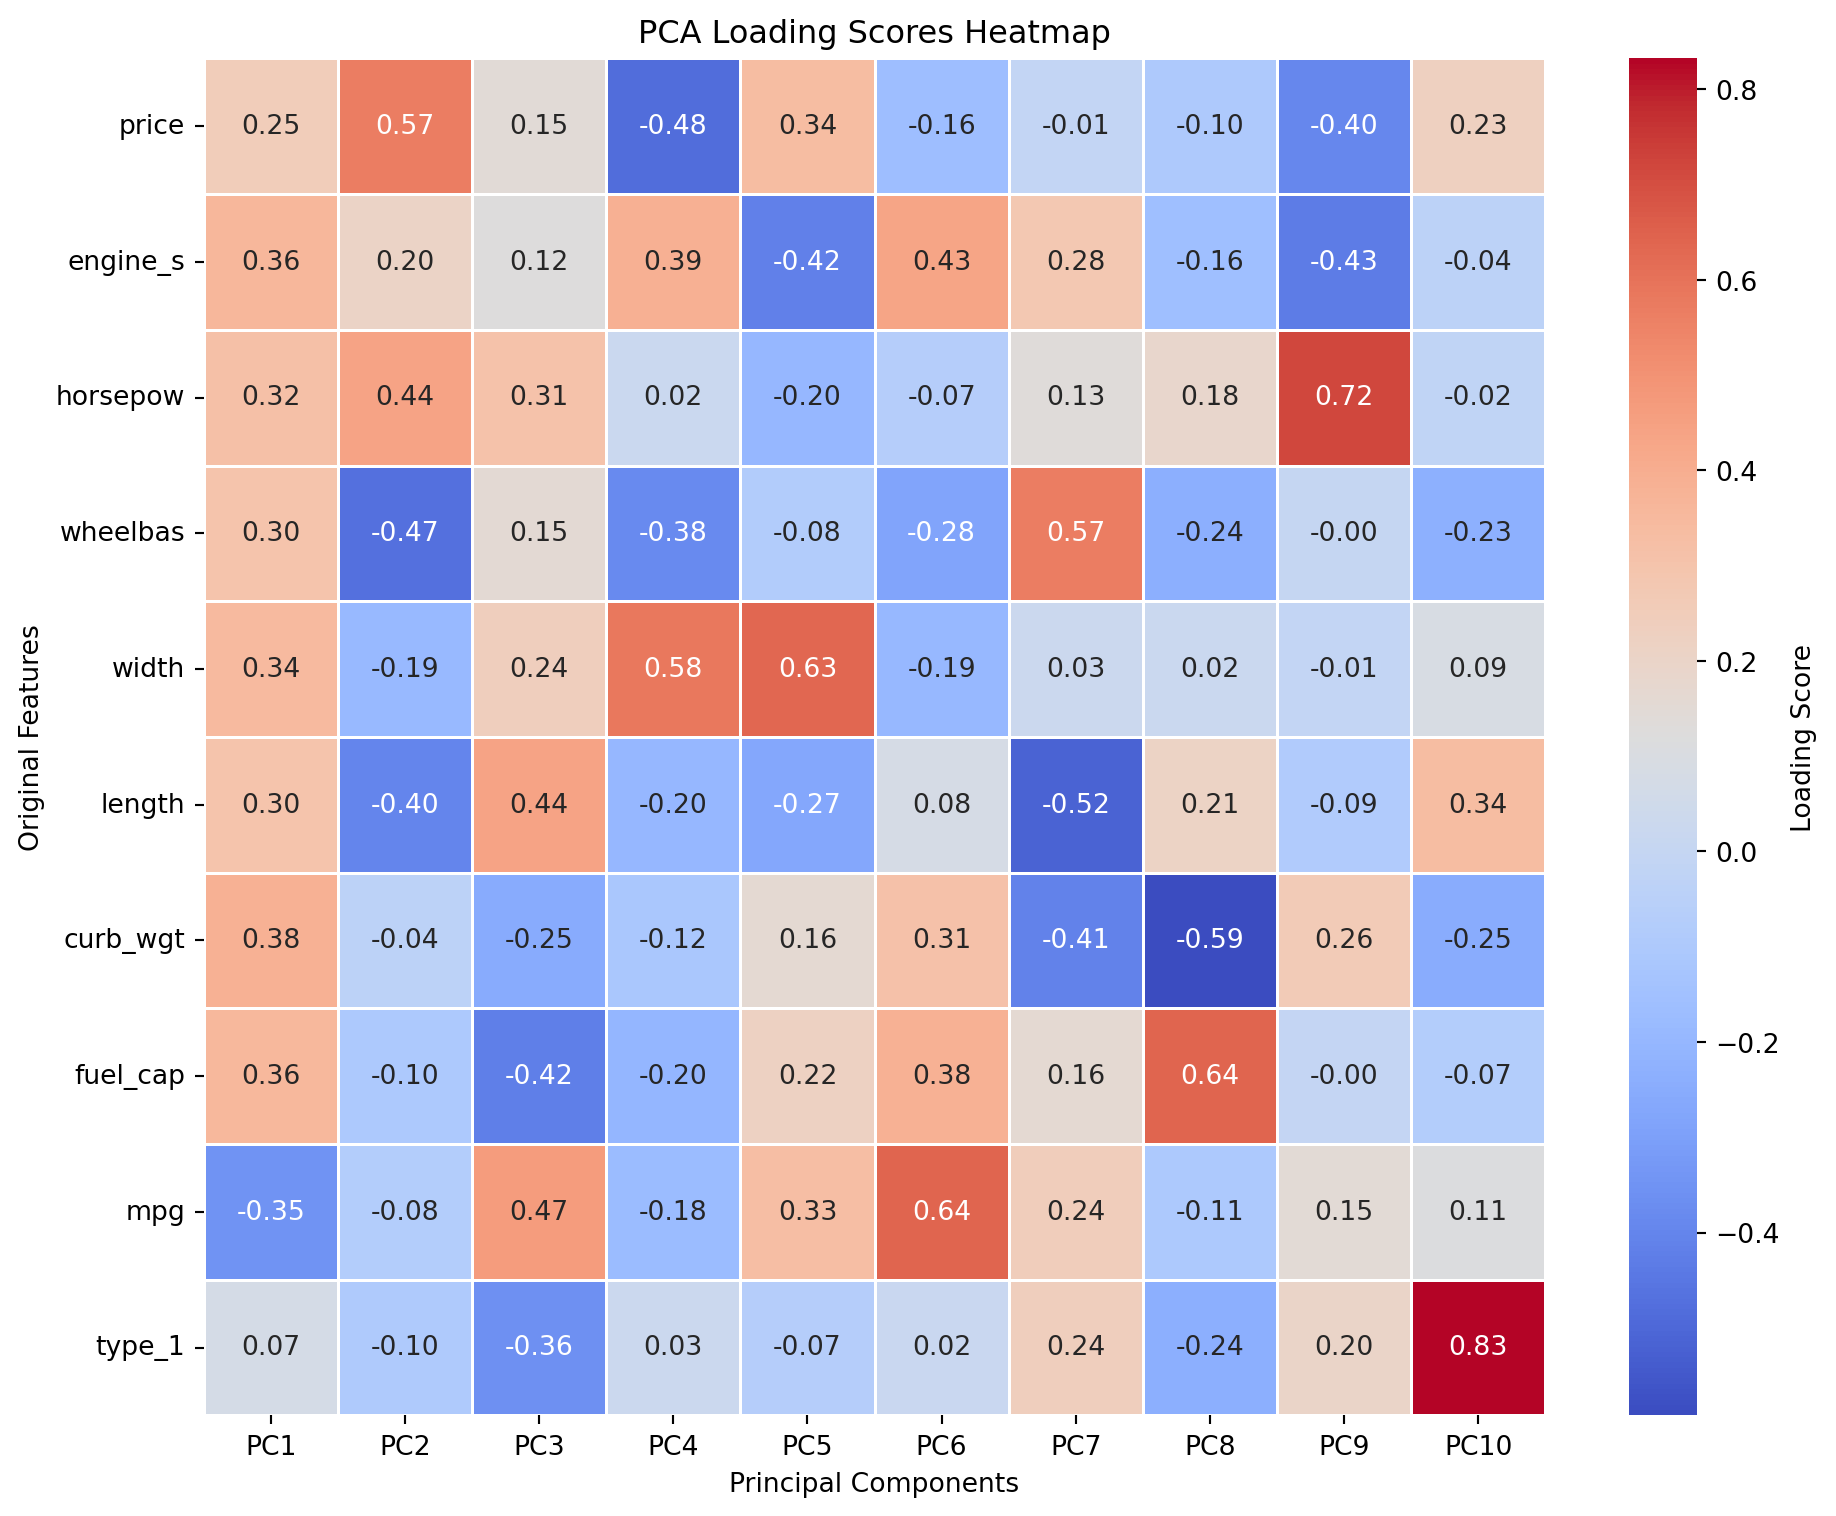 PCA Loading Scores Heatmap
price 0.25 0.57 0.15 -0.48 0.34 -0.16 -0.01 -0.10 -0.40 0.23
engine_s 0.36 0.20 0.12 0.39 -0.42 0.43 0.28 -0.16 -0.43 -0.04
horsepow 0.32 0.44 0.31 0.02 -0.20 -0.07 0.13 0.18 0.72 -0.02
wheelbas 0.30 -0.47 0.15 -0.38 -0.08 -0.28 0.57 -0.24 -0.00 -0.23
width 0.34 -0.19 0.24 0.58 0.63 -0.19 0.03 0.02 -0.01 0.09
length 0.30 -0.40 0.44 -0.20 -0.27 0.08 -0.52 0.21 -0.09 0.34
curb_wgt 0.38 -0.04 -0.25 -0.12 0.16 0.31 -0.41 -0.59 0.26 -0.25
fuel_cap 0.36 -0.10 -0.42 -0.20 0.22 0.38 0.16 0.64 -0.00 -0.07
mpg -0.35 -0.08 0.47 -0.18 0.33 0.64 0.24 -0.11 0.15 0.11
type_1 0.07 -0.10 -0.36 0.03 -0.07 0.02 0.24 -0.24 0.20 0.83
PC1 PC2 PC3 PC4 PC5 PC6 PC7 PC8 PC9 PC10
Principal Components
Original Features
0.8
0.6
0.4
0.2
0.0
−0.2
−0.4
Loading Score